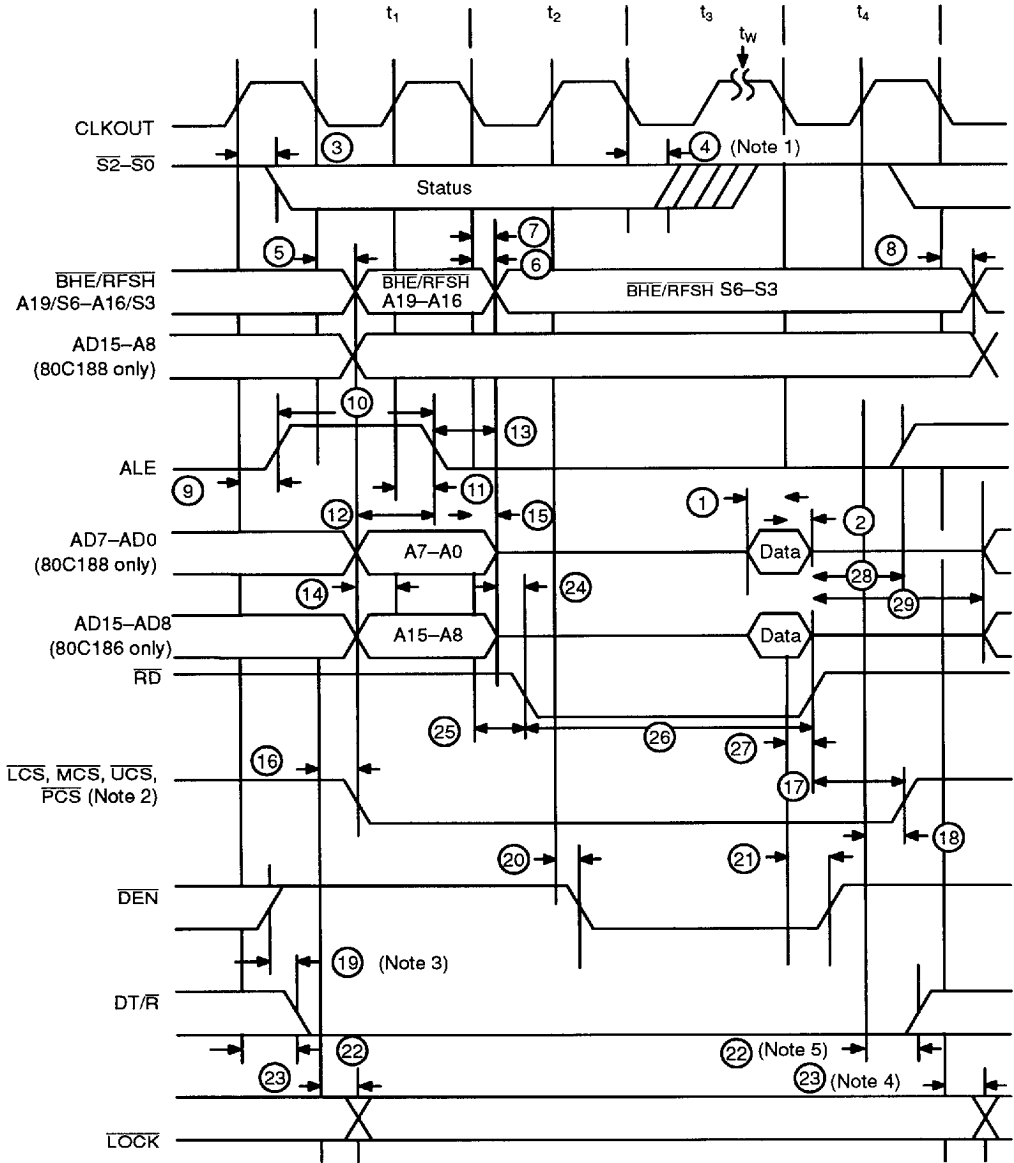 t1 t2 t3 t4
tW
CLKOUT
3
4 (Note 1)
S2–S0
Status
7
5
6
8
BHE/RFSH
A19/S6–A16/S3
BHE/RFSH
A19–A16
BHE/RFSH S6–S3
AD15–A8
(80C188 only)
10
13
ALE
9
11
1
12
15
2
AD7–AD0
(80C188 only)
A7–A0
Data
28
14
24
29
AD15–AD8
(80C186 only)
A15–A8
Data
RD
25
26
27
16
17
LCS, MCS, UCS,
PCS (Note 2)
18
20
21
DEN
19 (Note 3)
DT/R
22
22 (Note 5)
23
23 (Note 4)
LOCK